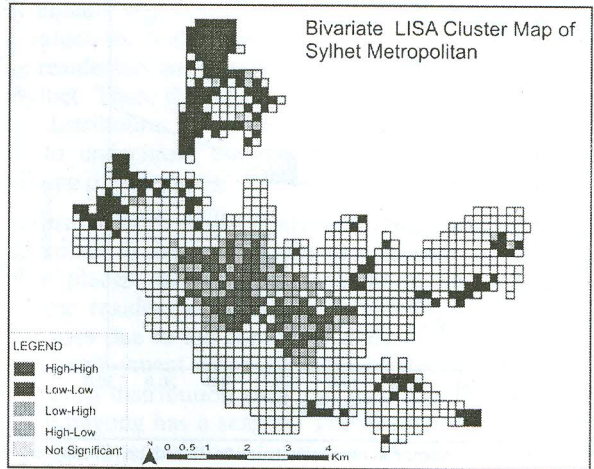 Bivariate LISA Cluster Map of
Sylhet Metropolitan
LEGEND
High-High
Low-Low
Low-High
High-Low
Not Significant
N
0 0.5 1 2 3 4
Km